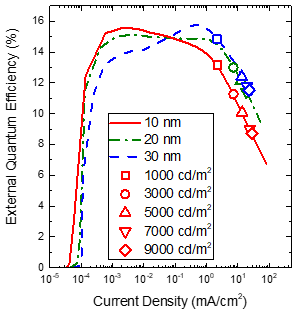 External Quantum Efficiency (%)
16
14
12
10
8
6
4
2
0
10 nm
20 nm
30 nm
1000 cd/m²
3000 cd/m²
5000 cd/m²
7000 cd/m²
9000 cd/m²
10⁻⁵ 10⁻⁴ 10⁻³ 10⁻² 10⁻¹ 10⁰ 10¹ 10²
Current Density (mA/cm²)